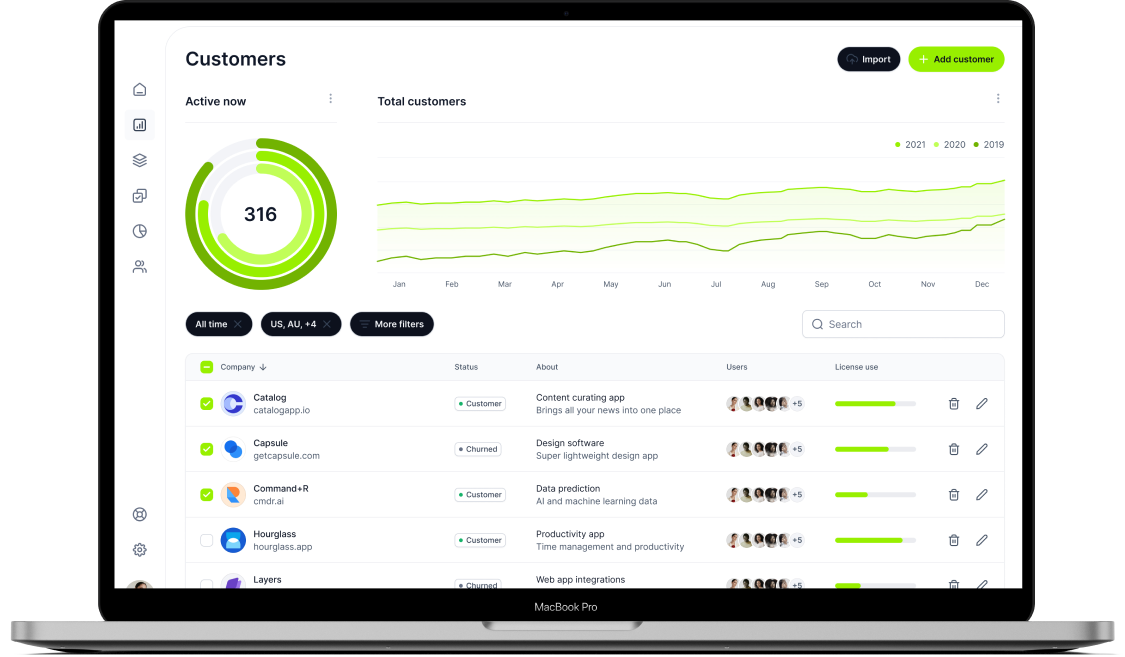 Customers
Import
Add customer
Active now
Total customers
2021
2020
2019
316
Jan
Feb
Mar
Apr
May
Jun
Jul
Aug
Sep
Oct
Nov
Dec
All time
US, AU, +4
More filters
Search
Company
Status
About
Users
License use
Catalog
catalogapp.io
Customer
Content curating app
Brings all your news into one place
+5
Capsule
getcapsule.com
Churned
Design software
Super lightweight design app
+5
Command+R
cmdr.ai
Customer
Data prediction
AI and machine learning data
+5
Hourglass
hourglass.app
Customer
Productivity app
Time management and productivity
+5
Layers
Churned
Web app integrations
+5
MacBook Pro